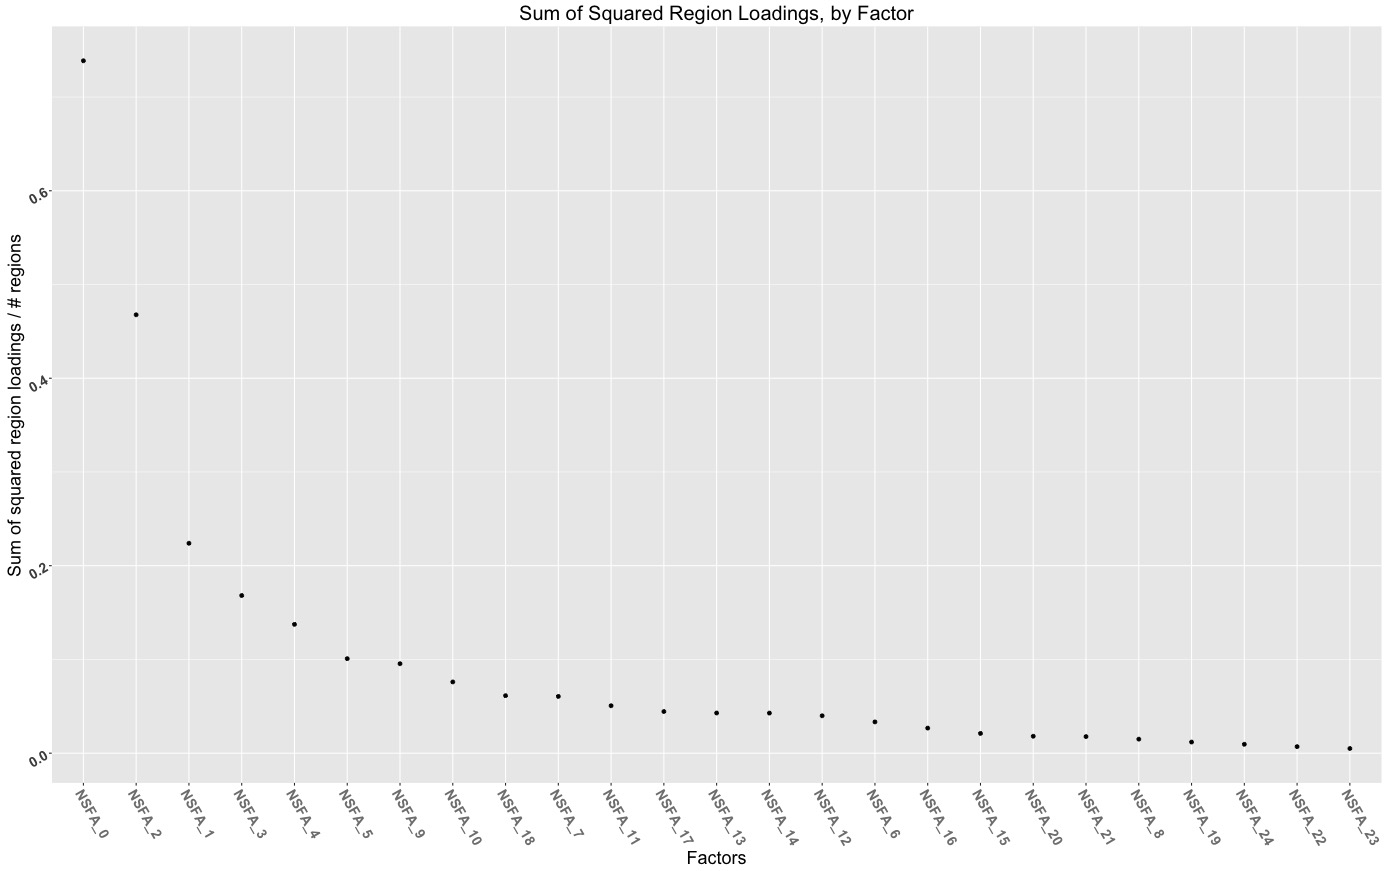 Sum of Squared Region Loadings, by Factor
Sum of squared region loadings / # regions
0.6
0.4
0.2
0.0
NSFA_0
NSFA_2
NSFA_1
NSFA_3
NSFA_4
NSFA_5
NSFA_9
NSFA_10
NSFA_18
NSFA_7
NSFA_11
NSFA_17
NSFA_13
NSFA_14
NSFA_12
NSFA_6
NSFA_16
NSFA_15
NSFA_20
NSFA_21
NSFA_8
NSFA_19
NSFA_24
NSFA_22
NSFA_23
Factors